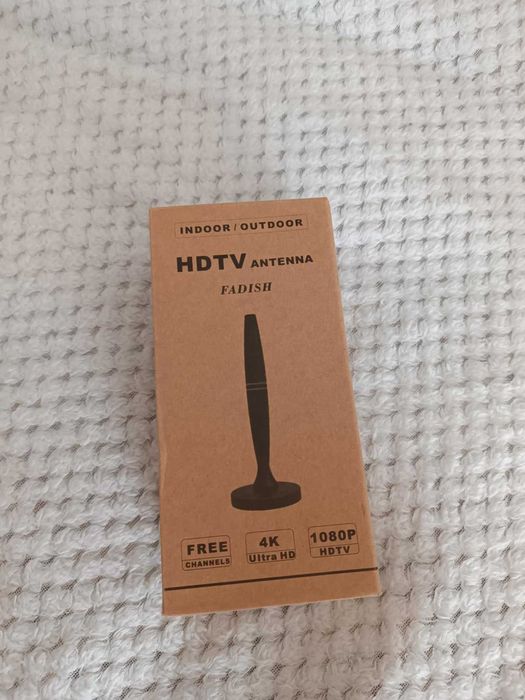 INDOOR / OUTDOOR
HDTV ANTENNA
FADISH
FREE
CHANNELS
4K
Ultra HD
1080P
HDTV